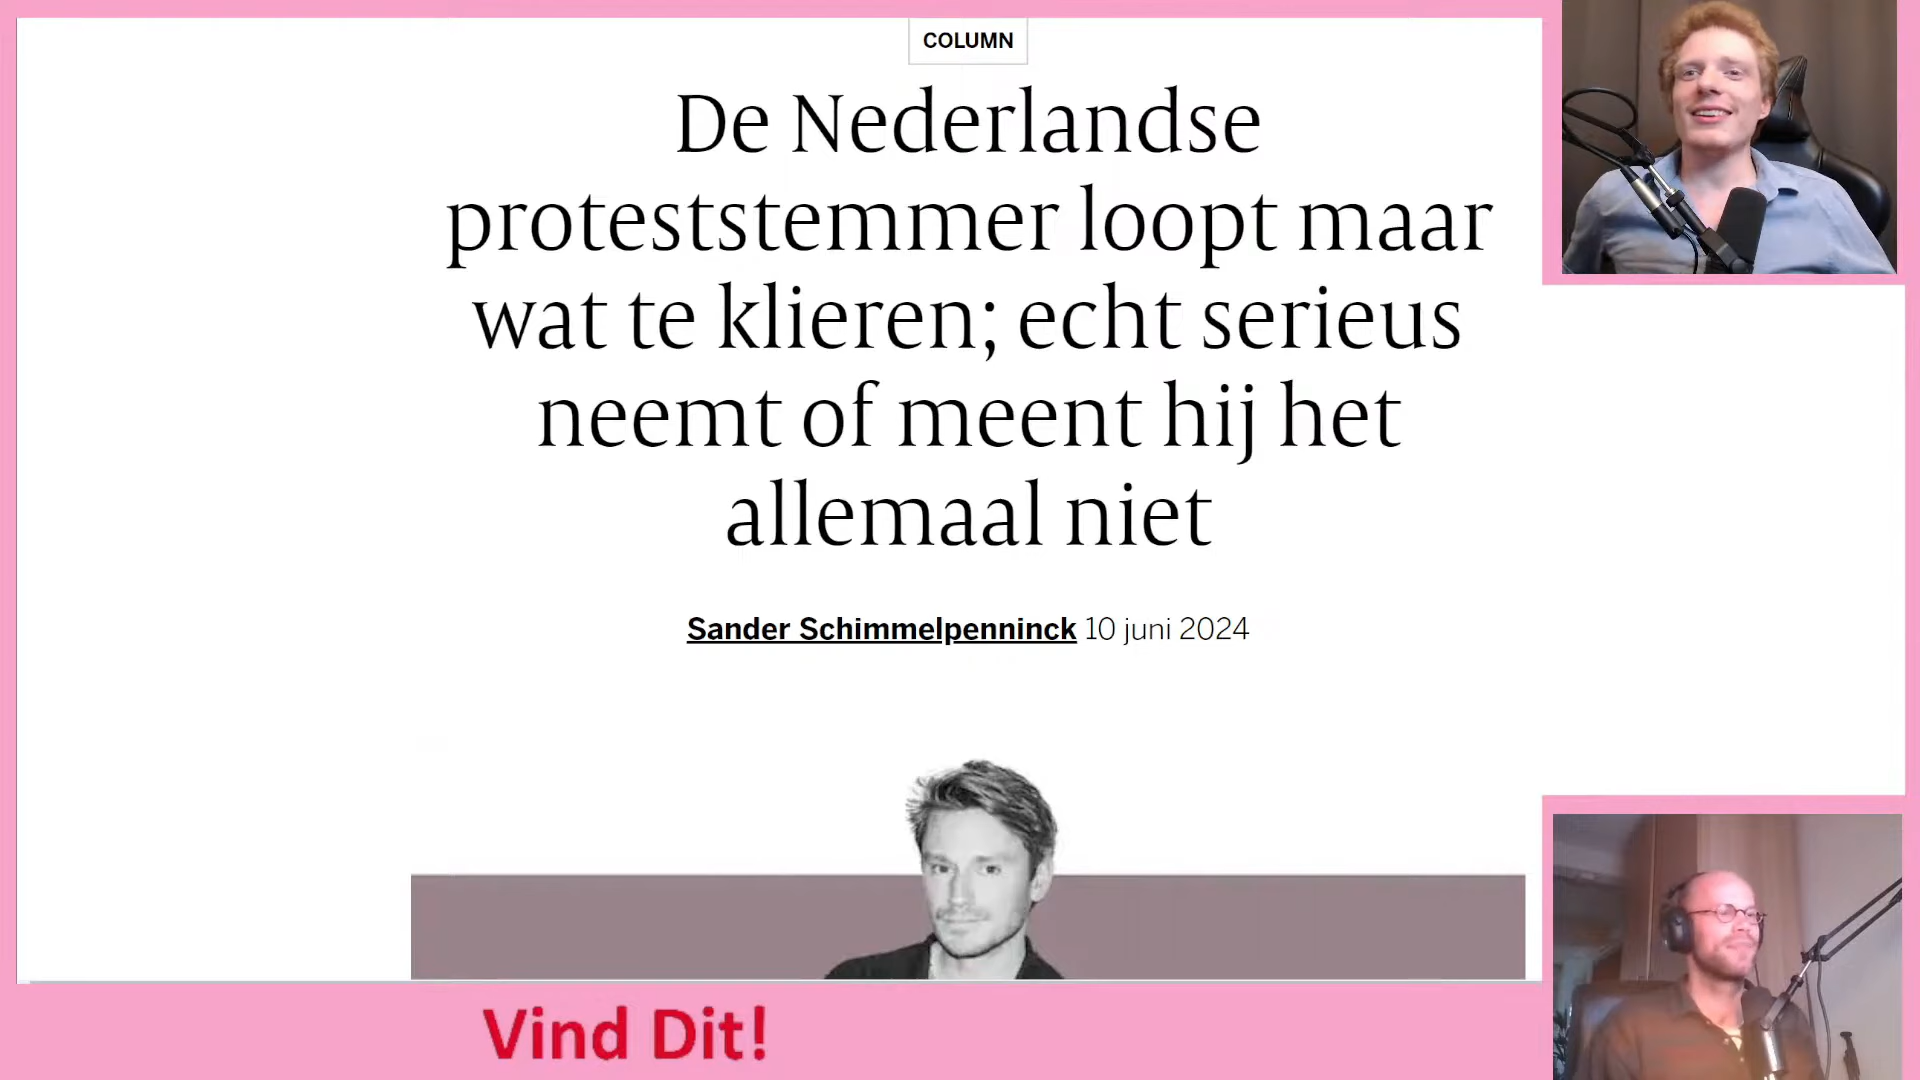 COLUMN
De Nederlandse
proteststemmer loopt maar
wat te klieren; echt serieus
neemt of meent hij het
allemaal niet
Sander Schimmelpenninck 10 juni 2024
Vind Dit!